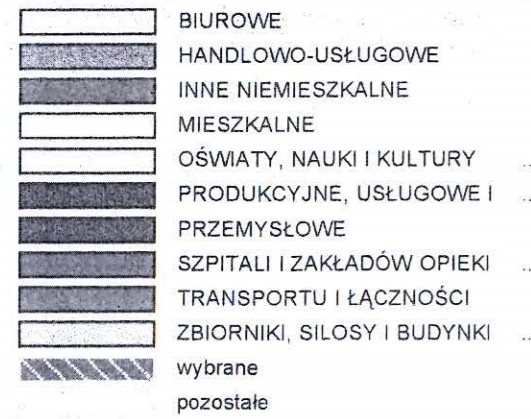 BIUROWE
HANDLOWO-USŁUGOWE
INNE NIEMIESZKALNE
MIESZKALNE
OŚWIATY, NAUKI I KULTURY ..
PRODUKCYJNE, USŁUGOWE I ..
PRZEMYSŁOWE
SZPITALI I ZAKŁADÓW OPIEKI ..
TRANSPORTU I ŁĄCZNOŚCI
ZBIORNIKI, SILOSY I BUDYNKI ..
wybrane
pozostałe